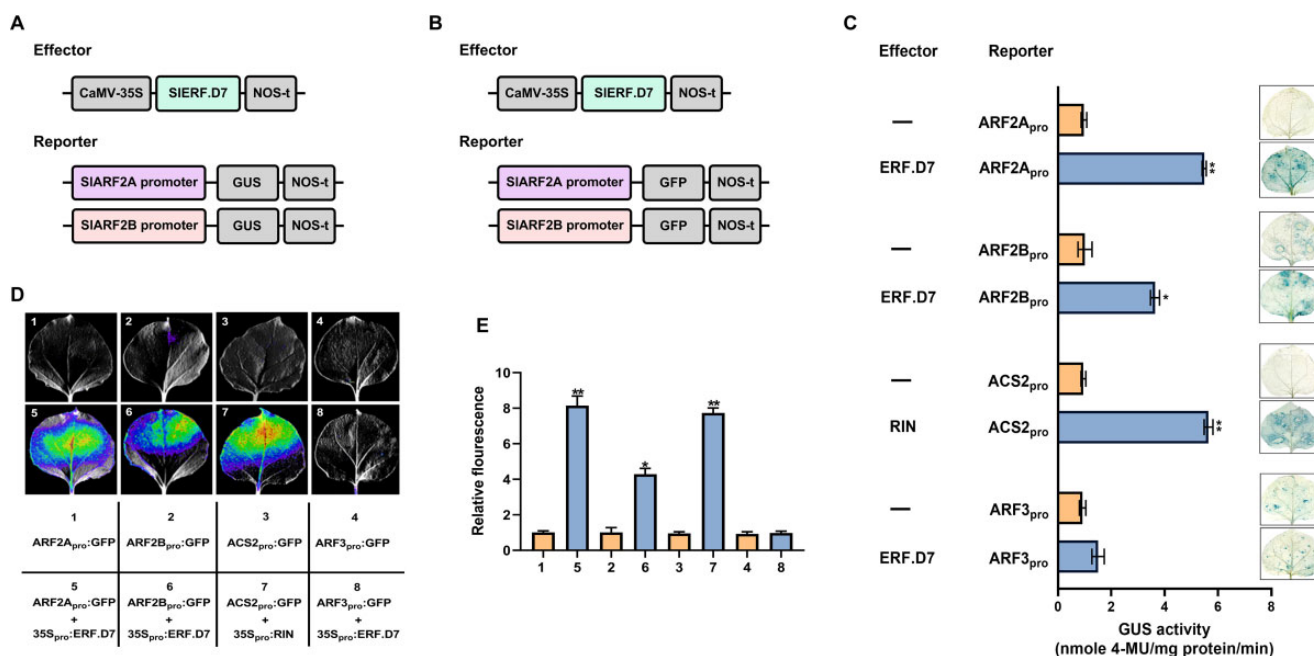 A
Effector
CaMV-35S SlERF.D7 NOS-t
Reporter
SlARF2A promoter GUS NOS-t
SlARF2B promoter GUS NOS-t
B
Effector
CaMV-35S SlERF.D7 NOS-t
Reporter
SlARF2A promoter GFP NOS-t
SlARF2B promoter GFP NOS-t
C
Effector Reporter
— ARF2Apro
ERF.D7 ARF2Apro **
— ARF2Bpro
ERF.D7 ARF2Bpro *
— ACS2pro
RIN ACS2pro **
— ARF3pro
ERF.D7 ARF3pro
0 2 4 6 8
GUS activity
(nmole 4-MU/mg protein/min)
D
1 2 3 4
5 6 7 8
1 2 3 4
ARF2Apro:GFP ARF2Bpro:GFP ACS2pro:GFP ARF3pro:GFP
5 6 7 8
ARF2Apro:GFP ARF2Bpro:GFP ACS2pro:GFP ARF3pro:GFP
+ + + +
35Spro:ERF.D7 35Spro:ERF.D7 35Spro:RIN 35Spro:ERF.D7
E
Relative flourescence
10
8
6
4
2
0
** * **
1 5 2 6 3 7 4 8